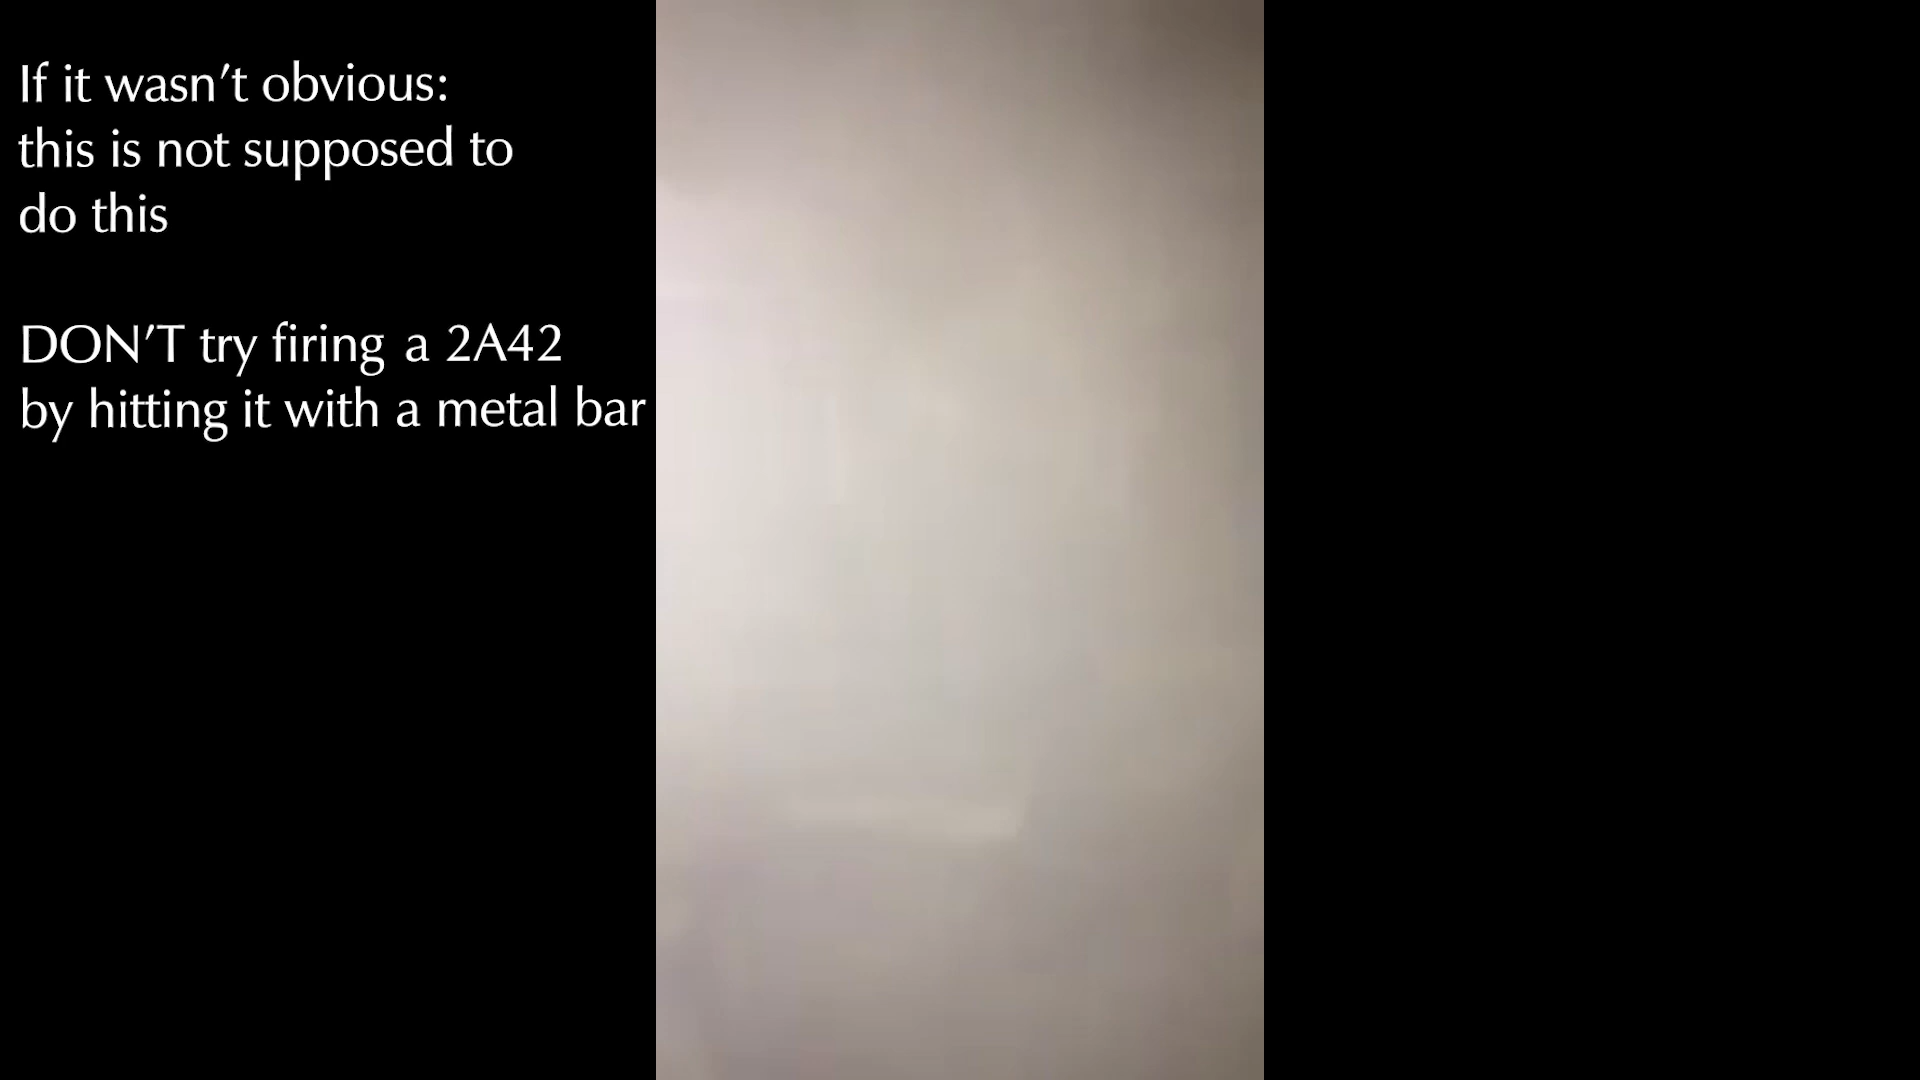 If it wasn't obvious:
this is not supposed to
do this
DON'T try firing a 2A42
by hitting it with a metal bar